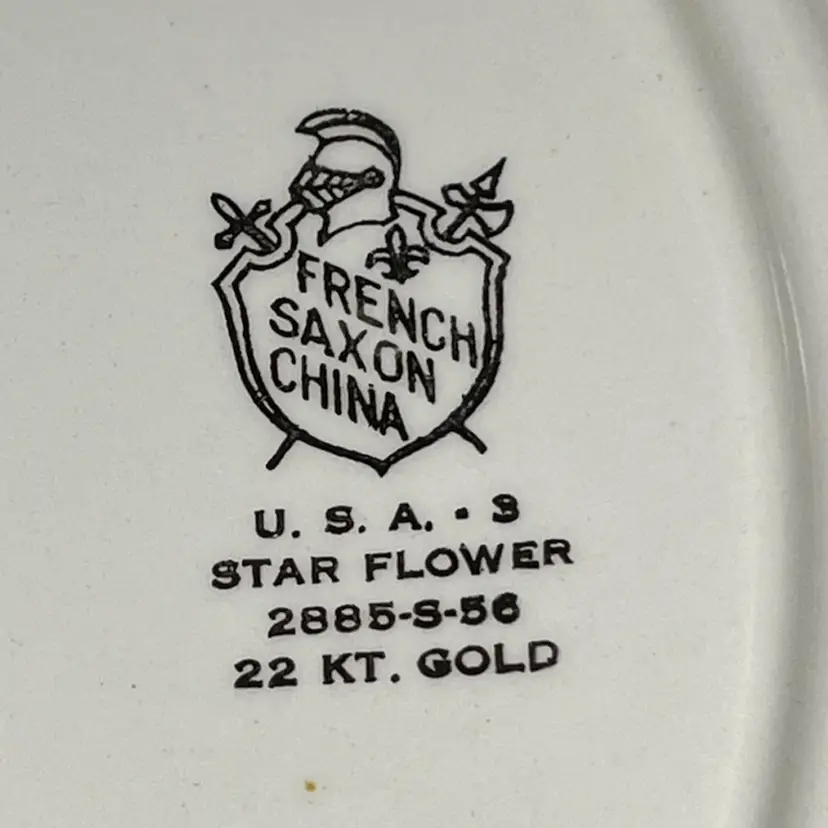 FRENCH
SAXON
CHINA
U. S. A. • 3
STAR FLOWER
2885-S-56
22 KT. GOLD